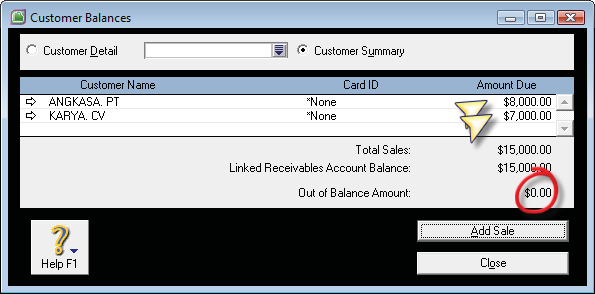 Customer Balances
Customer Detail Customer Summary
Customer Name Card ID Amount Due
ANGKASA. PT *None $8,000.00
KARYA. CV *None $7,000.00
Total Sales: $15,000.00
Linked Receivables Account Balance: $15,000.00
Out of Balance Amount: $0.00
Add Sale
Help F1
Close